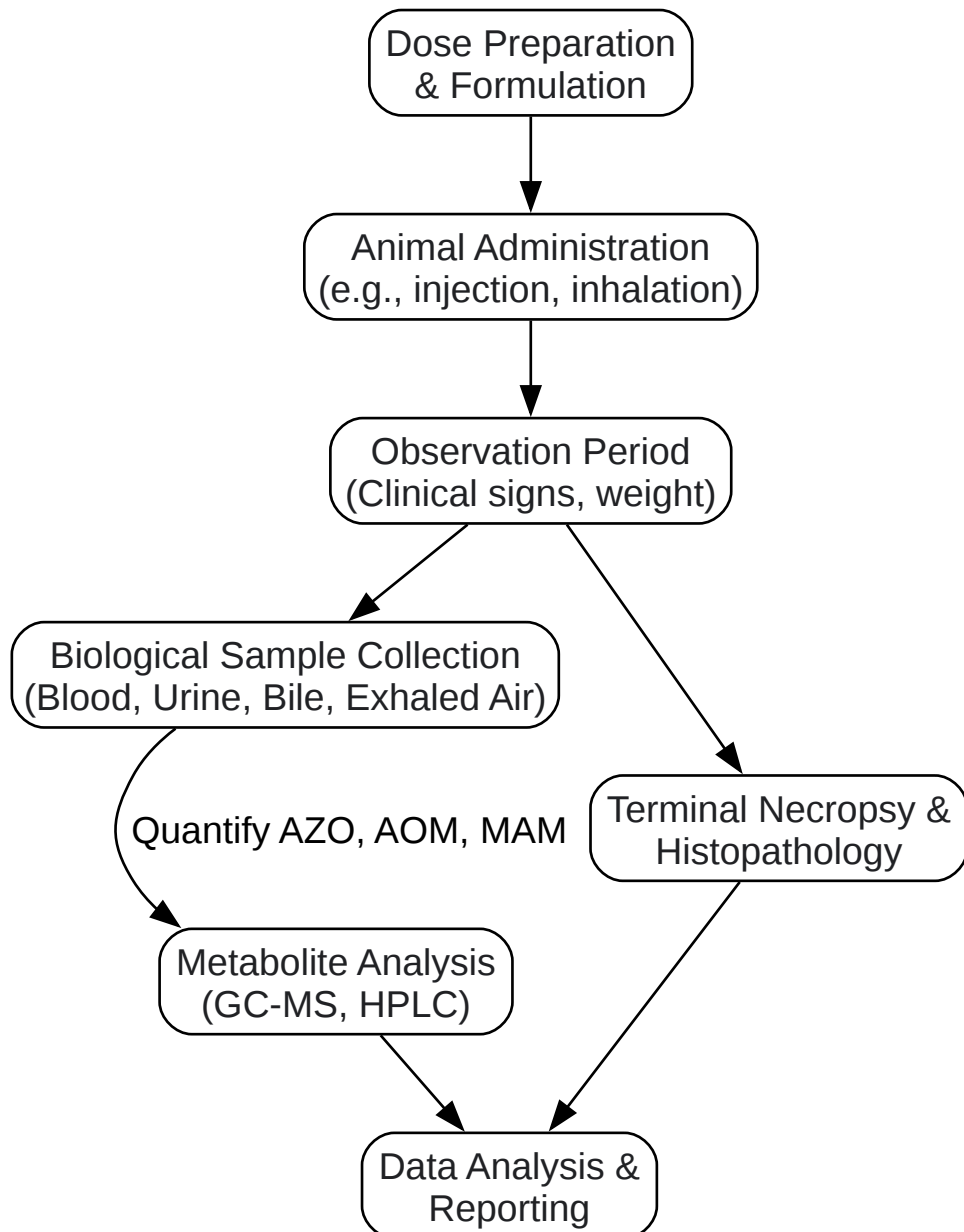 Dose Preparation
& Formulation
Animal Administration
(e.g., injection, inhalation)
Observation Period
(Clinical signs, weight)
Biological Sample Collection
(Blood, Urine, Bile, Exhaled Air)
Quantify AZO, AOM, MAM
Terminal Necropsy &
Histopathology
Metabolite Analysis
(GC-MS, HPLC)
Data Analysis &
Reporting